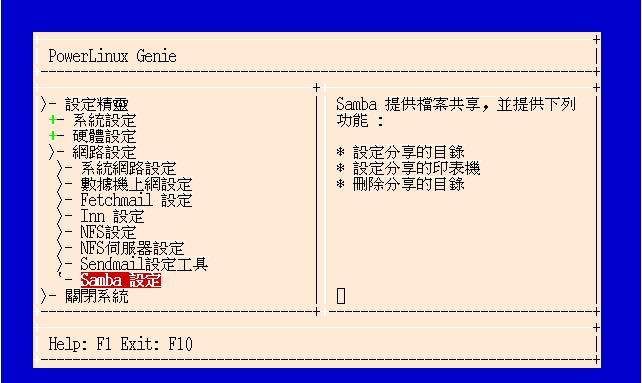 PowerLinux Genie
設定精靈
系統設定
硬體設定
網路設定
系統網路設定
數據機上網設定
Fetchmail 設定
Inn 設定
NFS設定
NFS伺服器設定
Sendmail設定工具
Samba 設定
關閉系統
Samba 提供檔案共享，並提供下列
功能：
* 設定分享的目錄
* 設定分享的印表機
* 刪除分享的目錄
Help: F1 Exit: F10